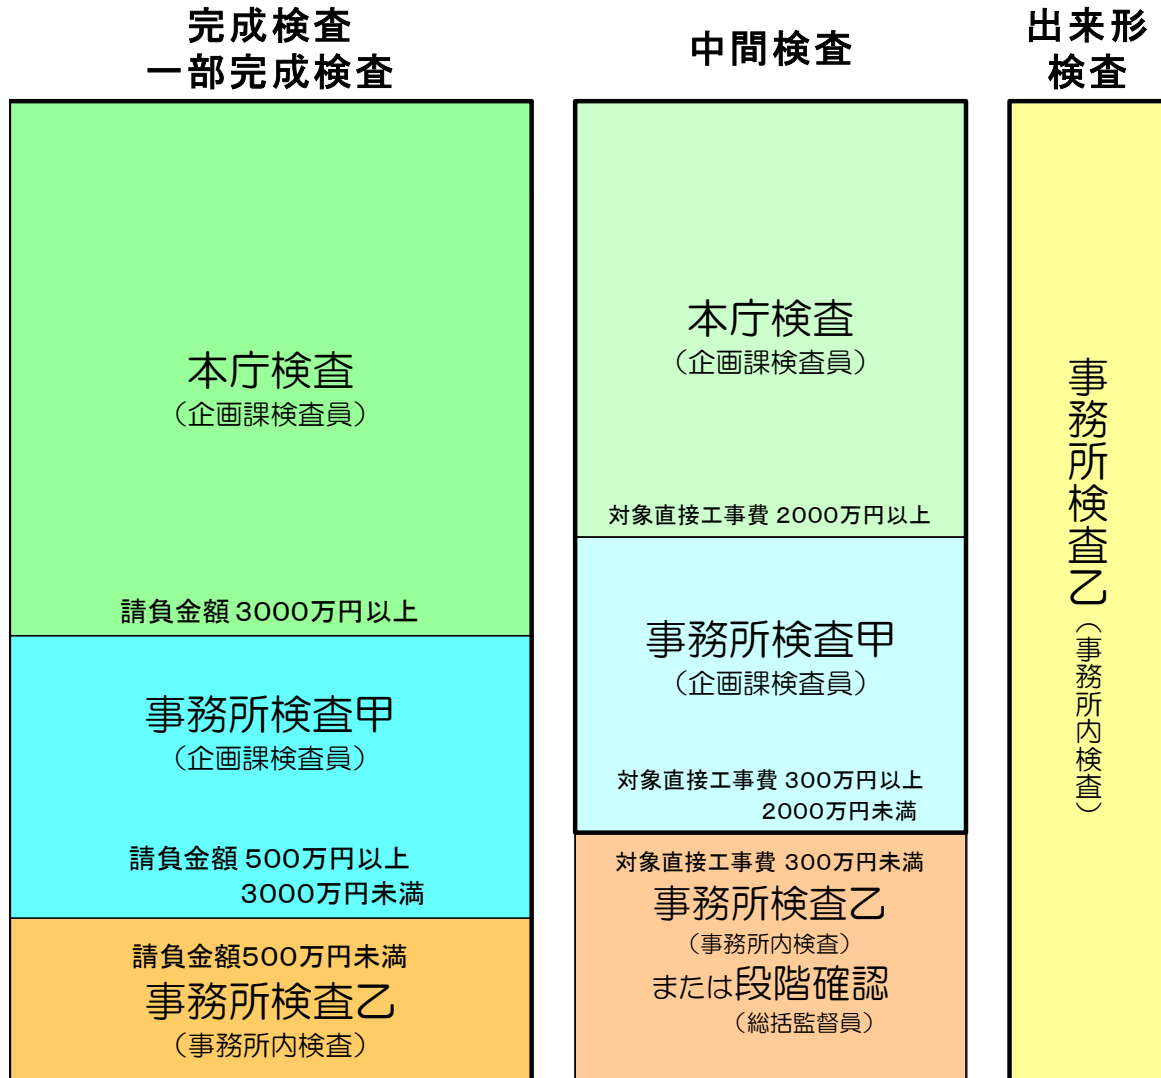 完成検査
一部完成検査
本庁検査
（企画課検査員）
請負金額 3000万円以上
事務所検査甲
（企画課検査員）
請負金額 500万円以上
3000万円未満
請負金額500万円未満
事務所検査乙
（事務所内検査）
中間検査
本庁検査
（企画課検査員）
対象直接工事費 2000万円以上
事務所検査甲
（企画課検査員）
対象直接工事費 300万円以上
2000万円未満
対象直接工事費 300万円未満
事務所検査乙
（事務所内検査）
または段階確認
（総括監督員）
出来形
検査
事務所検査乙（事務所内検査）